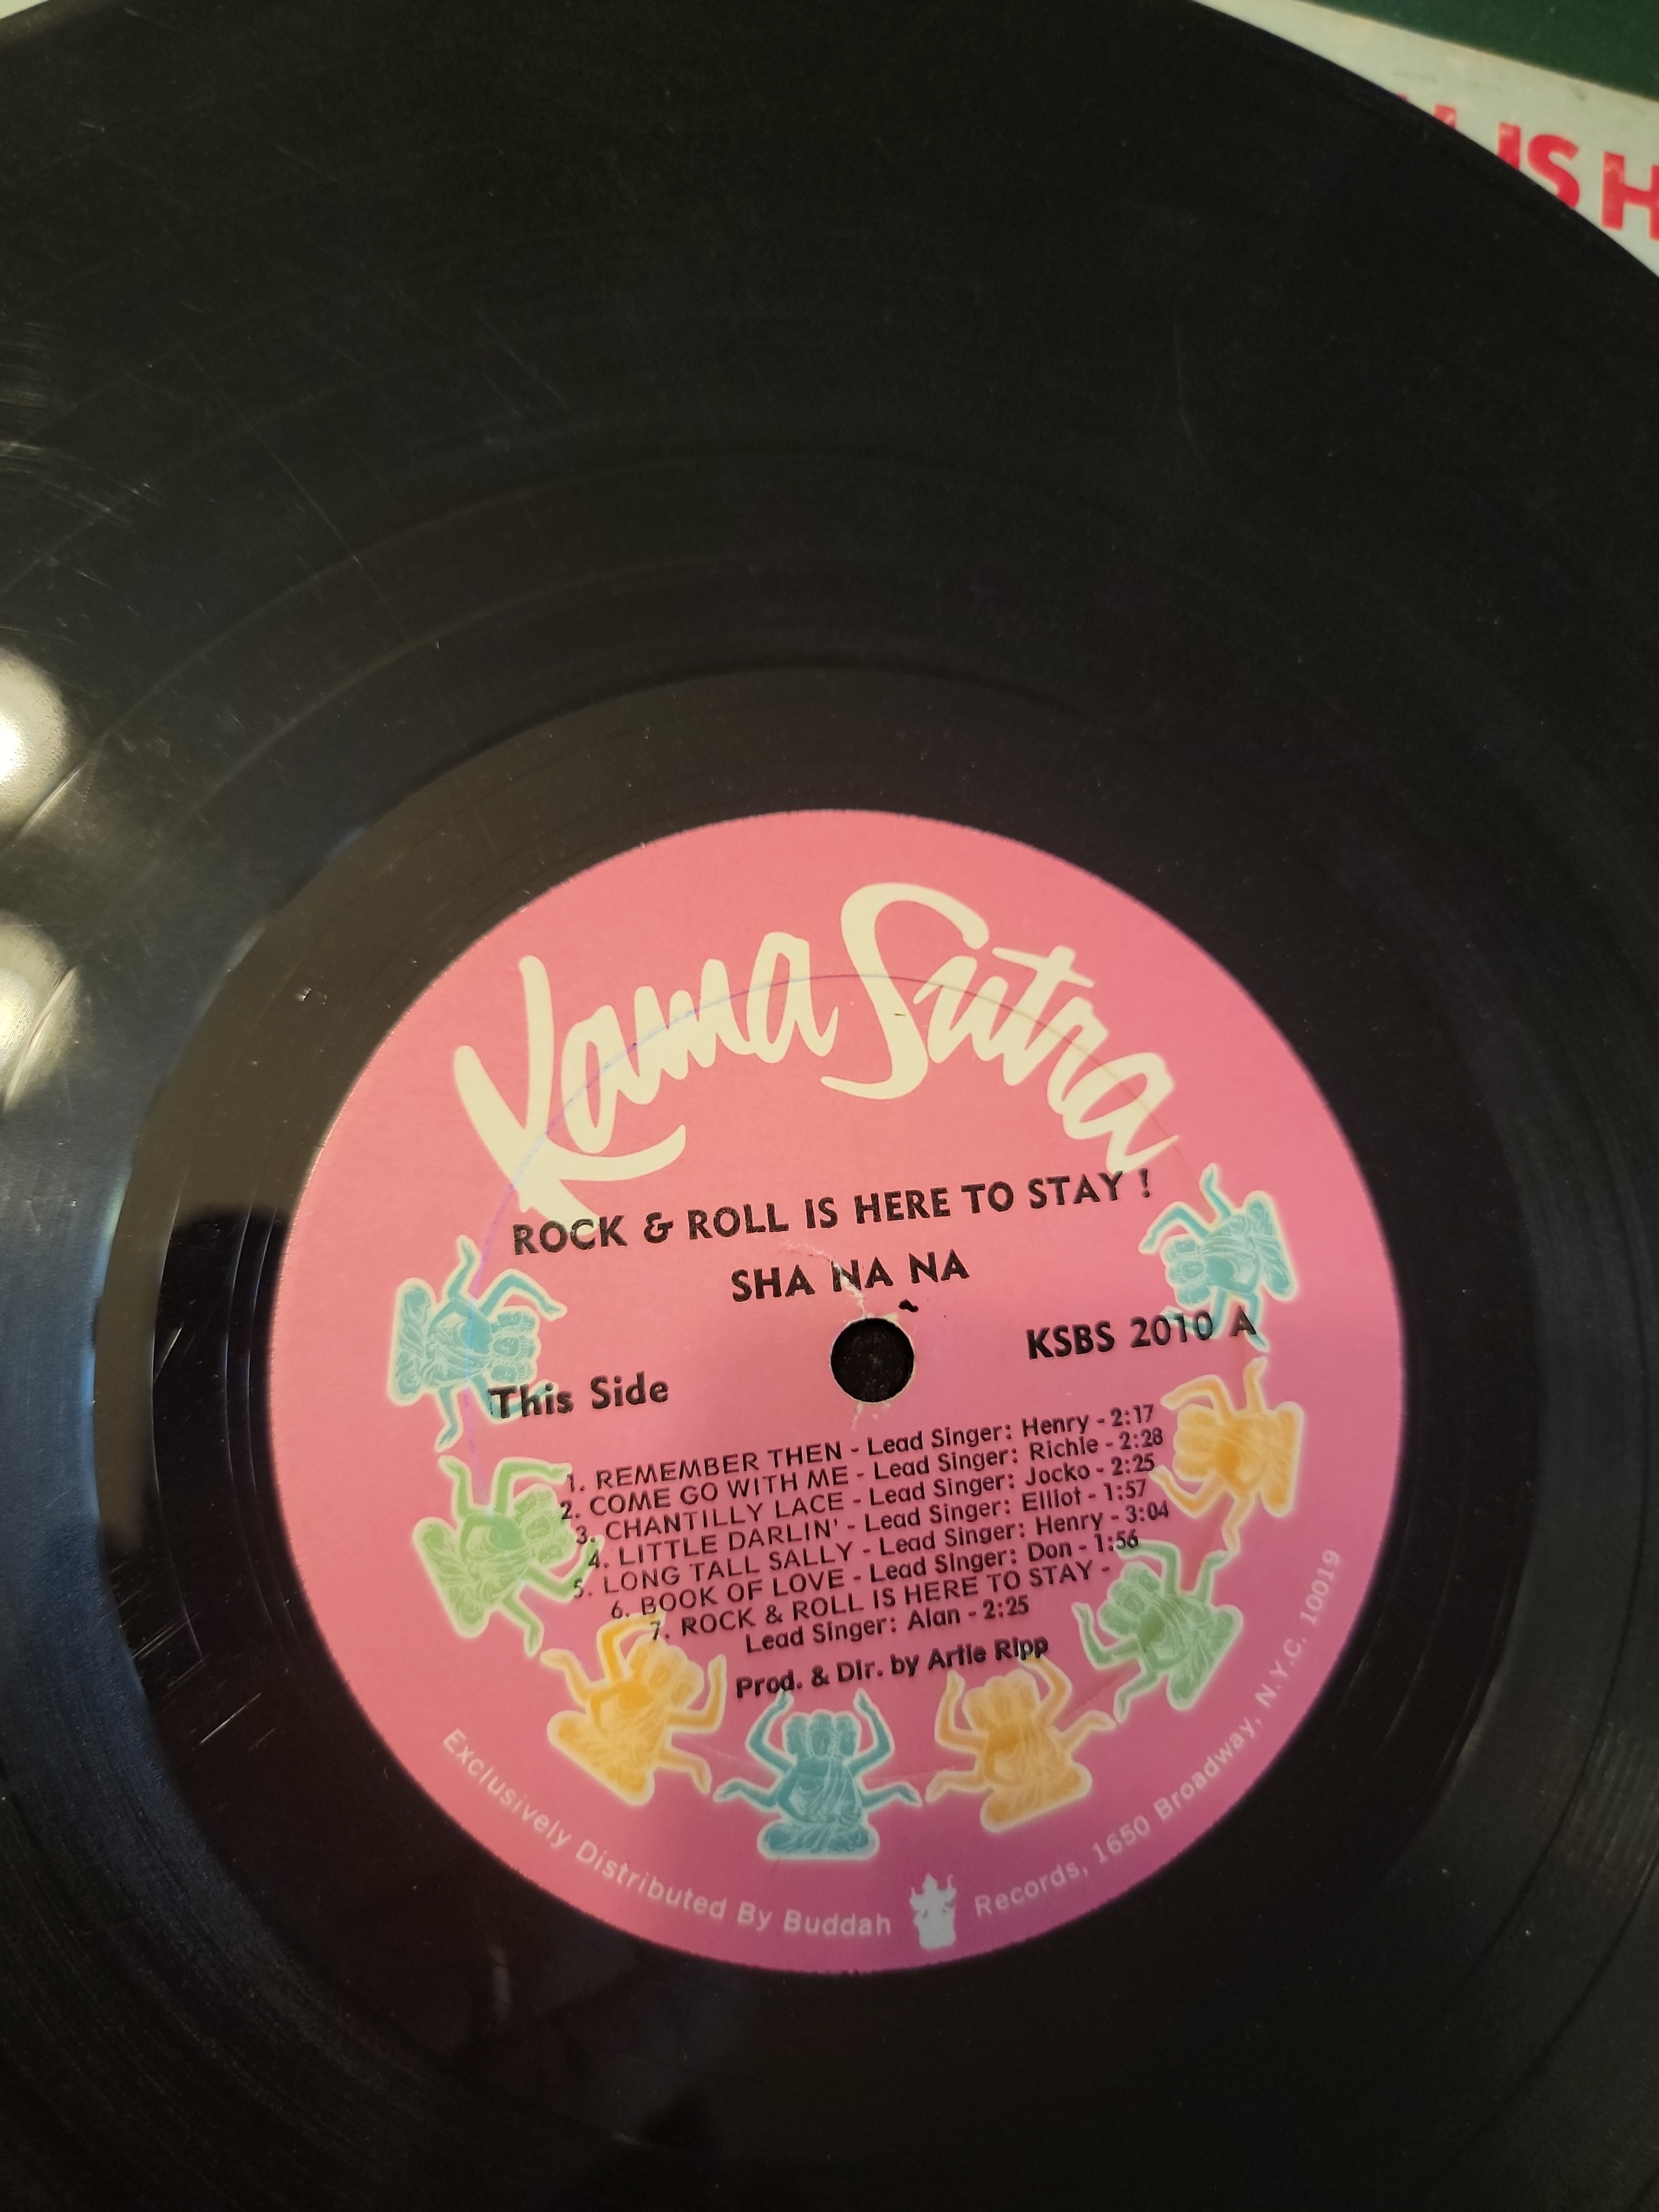 IS H
Kama Sutra
ROCK & ROLL IS HERE TO STAY !
SHA NA NA
KSBS 2010 A
This Side
1. REMEMBER THEN - Lead Singer: Henry - 2:17
2. COME GO WITH ME - Lead Singer: Richie - 2:28
3. CHANTILLY LACE - Lead Singer: Jocko - 2:25
4. LITTLE DARLIN' - Lead Singer: Elliot - 1:57
5. LONG TALL SALLY - Lead Singer: Henry - 3:04
6. BOOK OF LOVE - Lead Singer: Don - 1:56
7. ROCK & ROLL IS HERE TO STAY -
Lead Singer: Alan - 2:25
Prod. & Dir. by Artie Ripp
Exclusively Distributed By Buddah Records, 1650 Broadway, N.Y.C. 10019